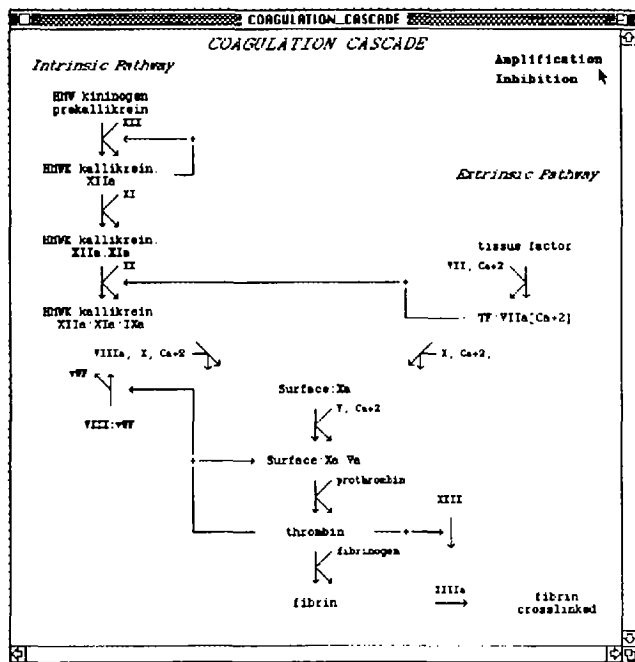 COAGULATION_CASCADE
COAGULATION CASCADE
Amplification
Inhibition
Intrinsic Pathway
HMW kininogen
prekallikrein
XII
HMWK kallikrein.
XIIa
XI
Extrinsic Pathway
HMWK kallikrein.
XIIa.XIa
IX
tissue factor
VII, Ca+2
HMWK kallikrein
XIIa·XIa·IXa
TF·VIIa[Ca+2]
VIIIa, X, Ca+2
X, Ca+2,
vWF
Surface:Xa
V, Ca+2
VIII:vWF
Surface:Xa Va
prothrombin
XIII
thrombin
fibrinogen
XIIIa
fibrin
fibrin
crosslinked